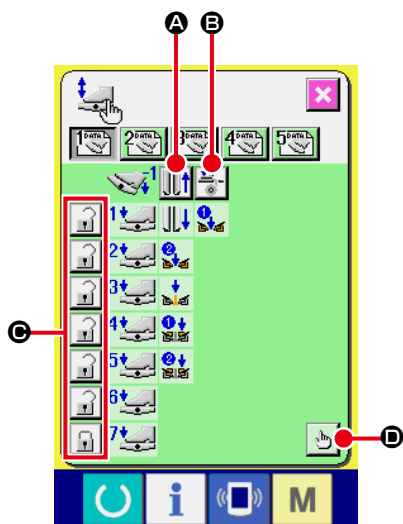 A B
1 DATA 2 DATA 3 DATA 4 DATA 5 DATA
-1
1 1
2 2
3
C 4 1
5 2
6
7
D
i M